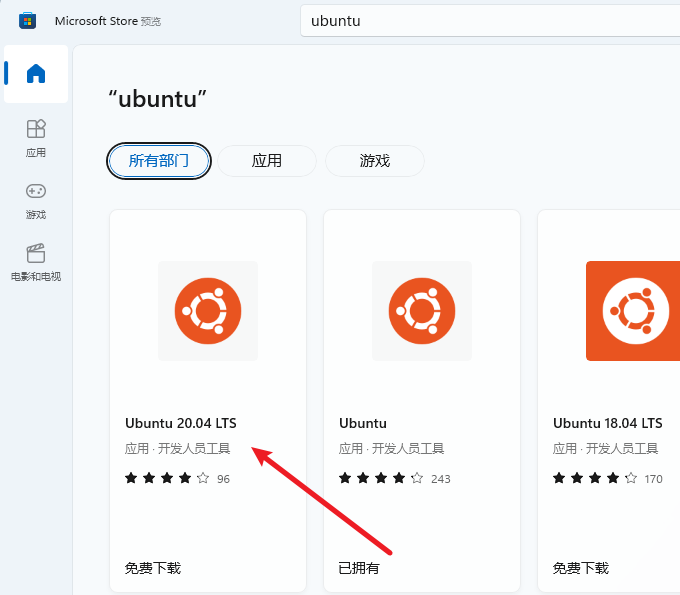 Microsoft Store 预览
ubuntu
“ubuntu”
所有部门
应用
游戏
应用
游戏
电影和电视
Ubuntu 20.04 LTS
应用 · 开发人员工具
96
免费下载
Ubuntu
应用 · 开发人员工具
243
已拥有
Ubuntu 18.04 LTS
应用 · 开发人员工具
170
免费下载